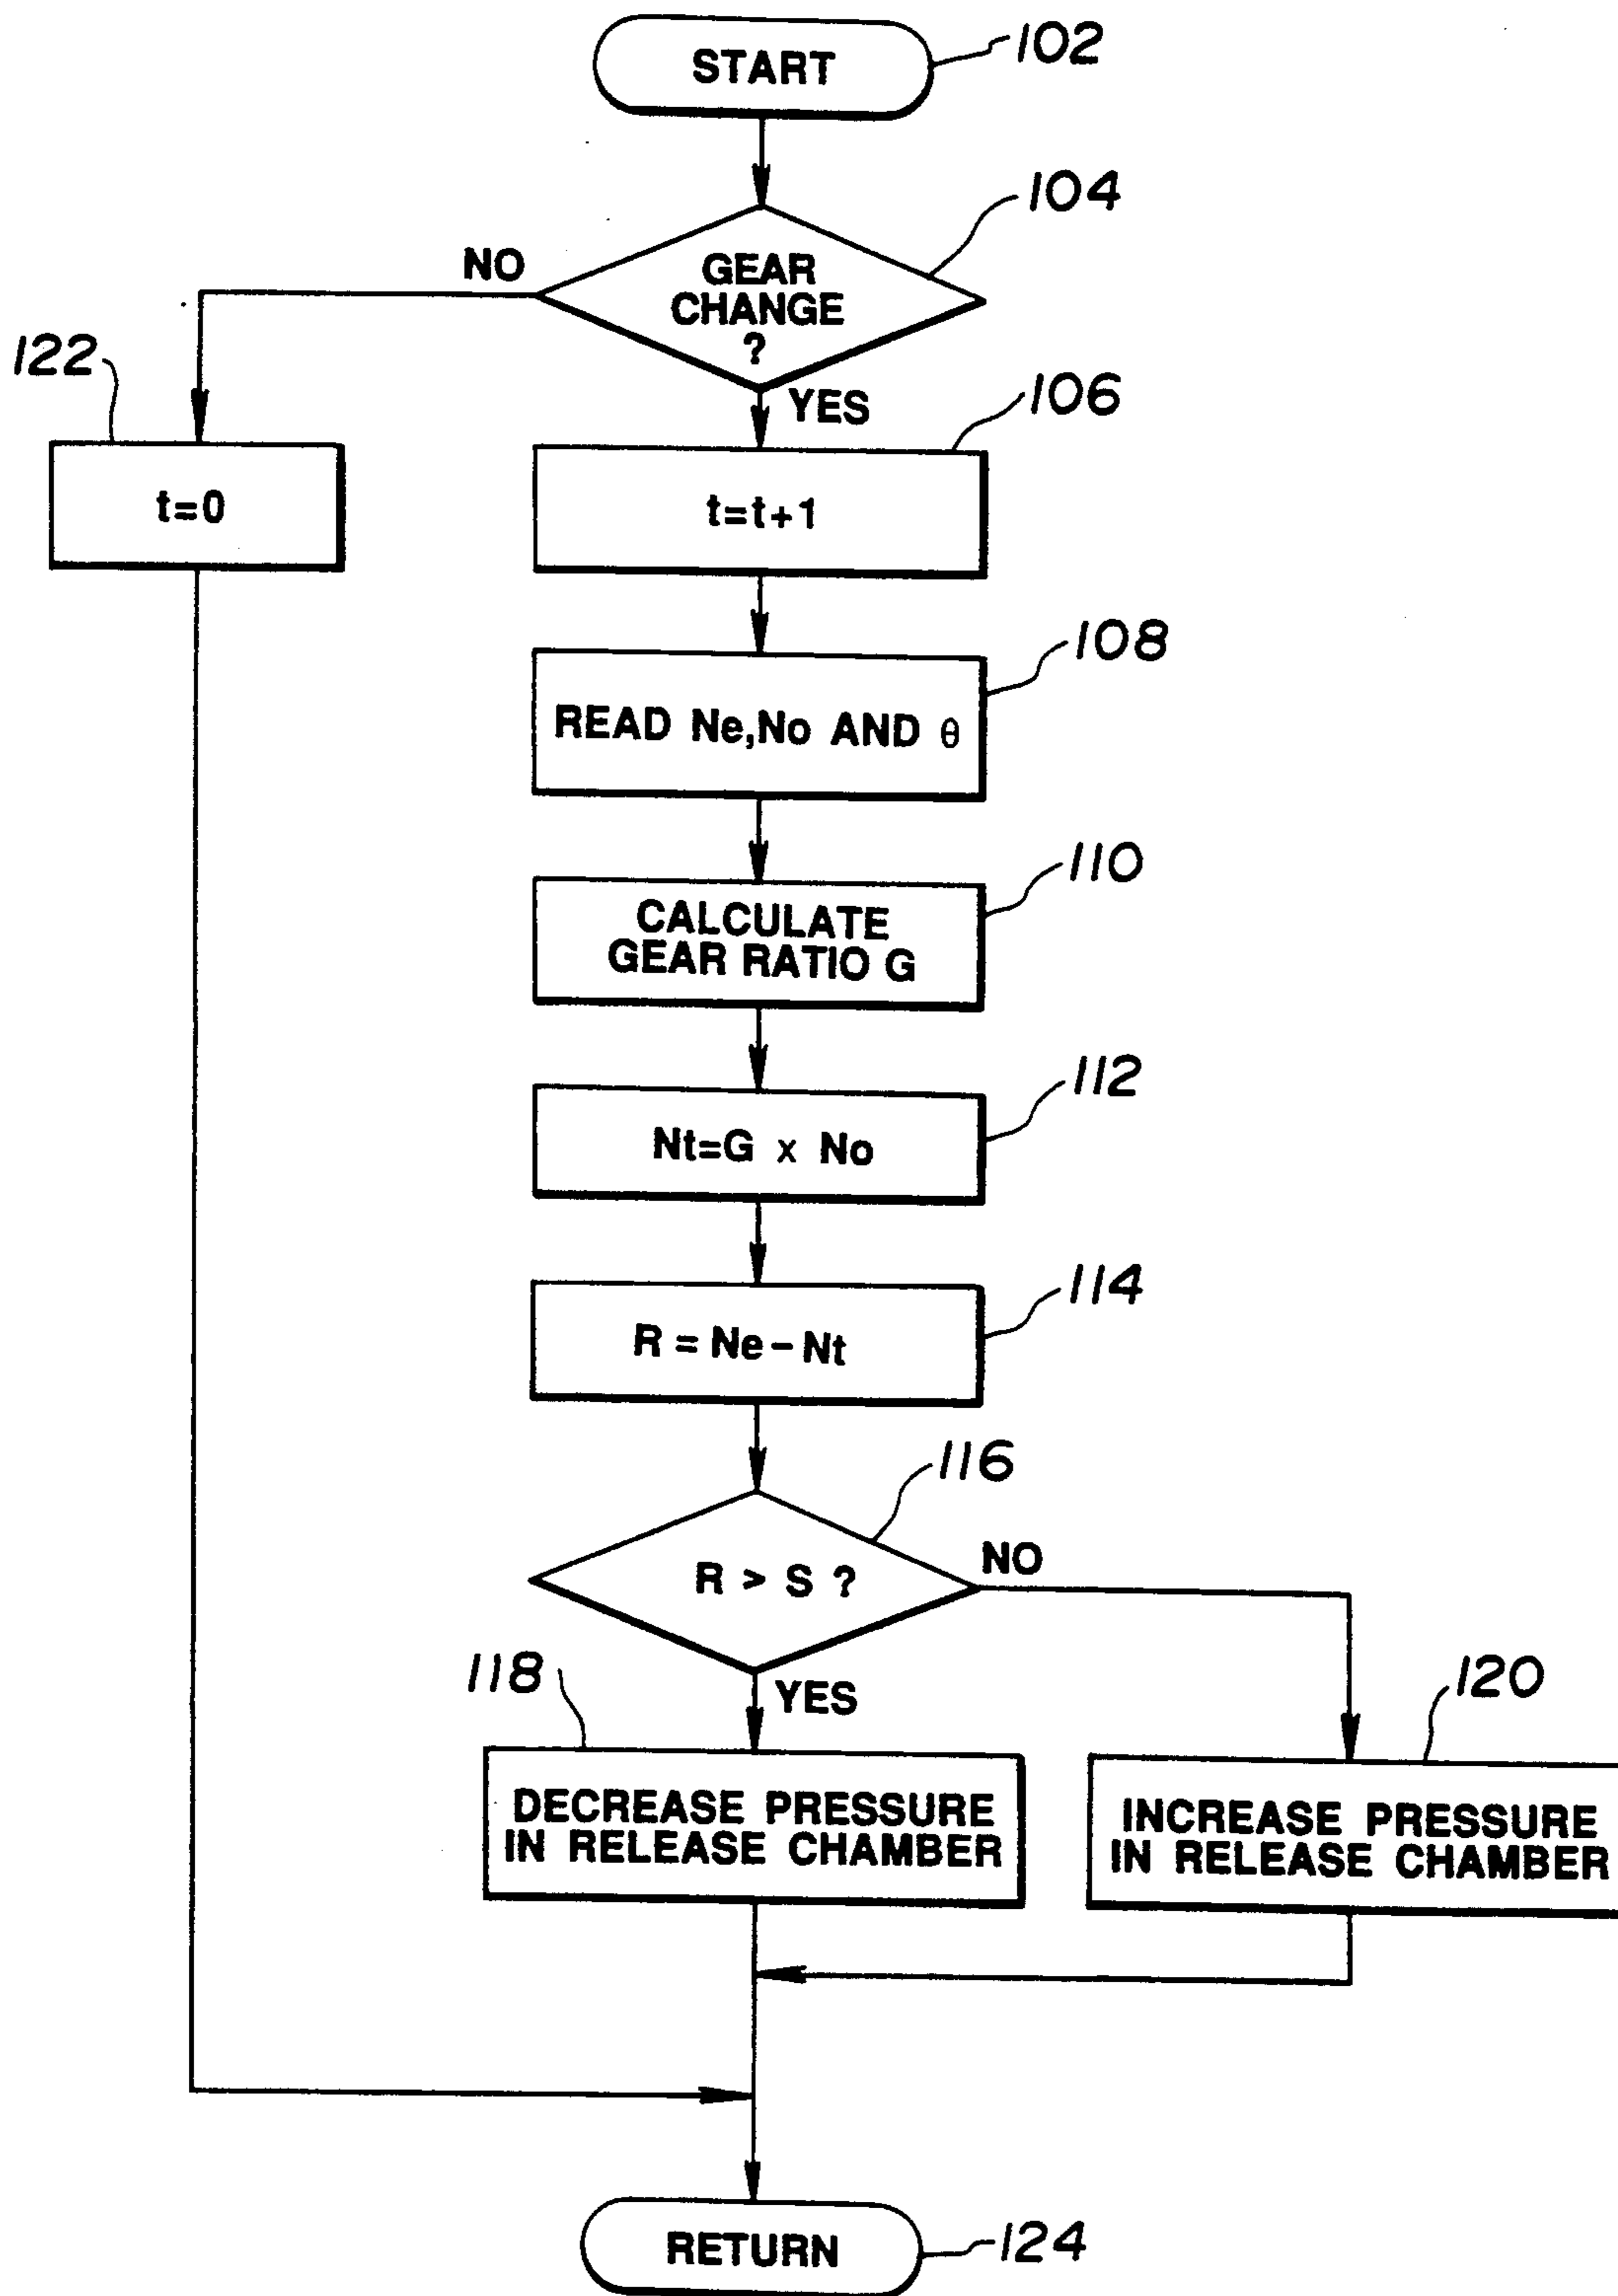 START
102
104
NO
GEAR
CHANGE
?
122
YES
106
t=0
t=t+1
108
READ Ne,No AND θ
110
CALCULATE
GEAR RATIO G
112
Nt=G x No
114
R = Ne - Nt
116
R > S ?
NO
118
YES
120
DECREASE PRESSURE
IN RELEASE CHAMBER
INCREASE PRESSURE
IN RELEASE CHAMBER
RETURN
124